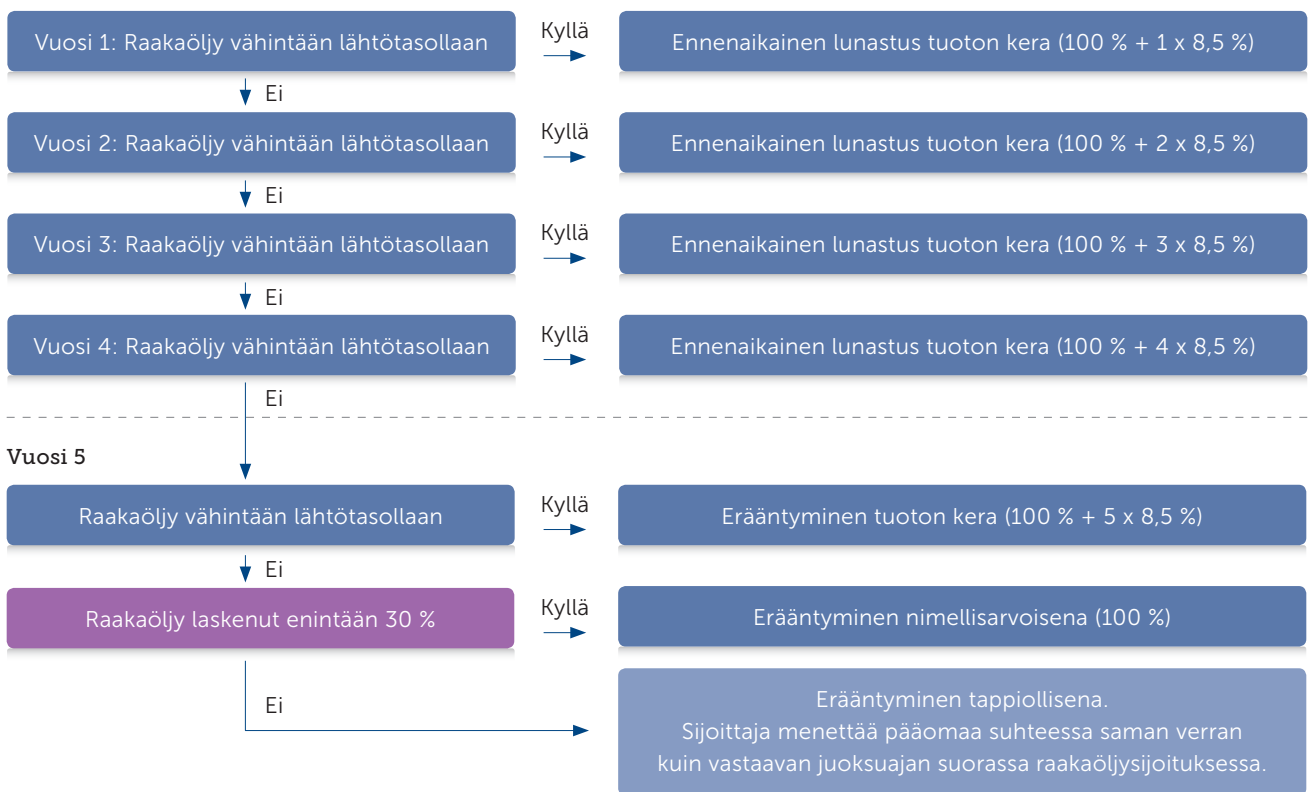 Vuosi 1: Raakaöljy vähintään lähtötasollaan
Kyllä
Ennenaikainen lunastus tuoton kera (100 % + 1 x 8,5 %)
Ei
Vuosi 2: Raakaöljy vähintään lähtötasollaan
Kyllä
Ennenaikainen lunastus tuoton kera (100 % + 2 x 8,5 %)
Ei
Vuosi 3: Raakaöljy vähintään lähtötasollaan
Kyllä
Ennenaikainen lunastus tuoton kera (100 % + 3 x 8,5 %)
Ei
Vuosi 4: Raakaöljy vähintään lähtötasollaan
Kyllä
Ennenaikainen lunastus tuoton kera (100 % + 4 x 8,5 %)
Ei
Vuosi 5
Raakaöljy vähintään lähtötasollaan
Kyllä
Erääntyminen tuoton kera (100 % + 5 x 8,5 %)
Ei
Raakaöljy laskenut enintään 30 %
Kyllä
Erääntyminen nimellisarvoisena (100 %)
Ei
Erääntyminen tappiollisena.
Sijoittaja menettää pääomaa suhteessa saman verran
kuin vastaavan juoksuajan suorassa raakaöljysijoituksessa.